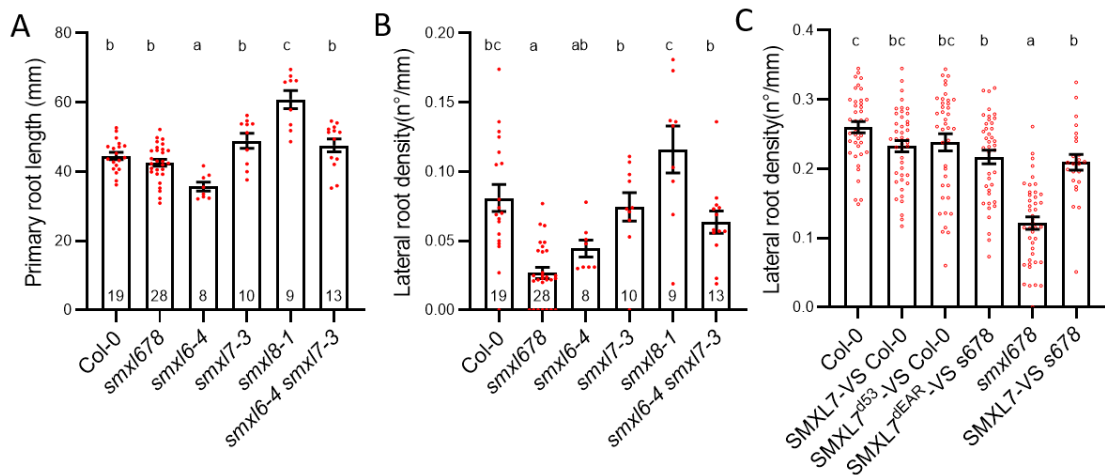 A
Primary root length (mm)
80
60
40
20
0
b b a b c b
19 28 8 10 9 13
Col-0
smxl678
smxl6-4
smxl7-3
smxl8-1
smxl6-4 smxl7-3
B
Lateral root density(n°/mm)
0.20
0.15
0.10
0.05
0.00
bc a ab b c b
19 28 8 10 9 13
Col-0
smxl678
smxl6-4
smxl7-3
smxl8-1
smxl6-4 smxl7-3
C
Lateral root density(n°/mm)
0.4
0.3
0.2
0.1
0.0
c bc bc b a b
Col-0
SMXL7-VS Col-0
SMXL7^d53-VS Col-0
SMXL7^dEAR-VS s678
smxl678
SMXL7-VS s678